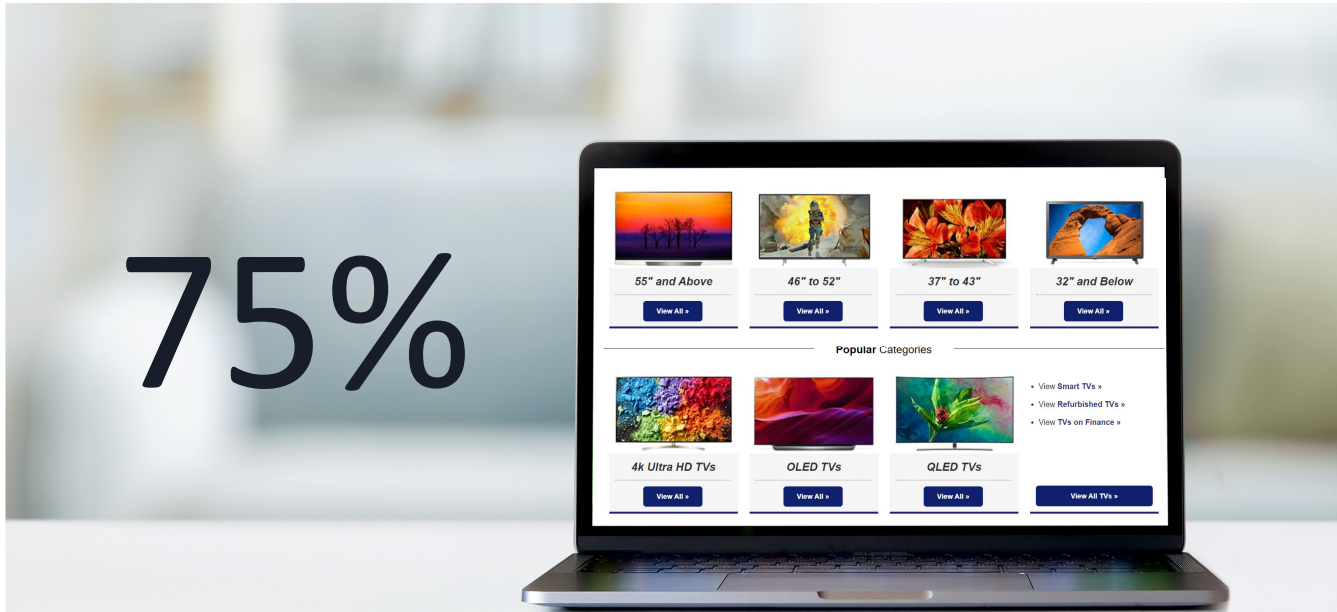 75%
55" and Above
46" to 52"
37" to 43"
32" and Below
View All »
View All »
View All »
View All »
Popular Categories
View Smart TVs »
View Refurbished TVs »
View TVs on Finance »
4k Ultra HD TVs
OLED TVs
QLED TVs
View All »
View All »
View All »
View All TVs »